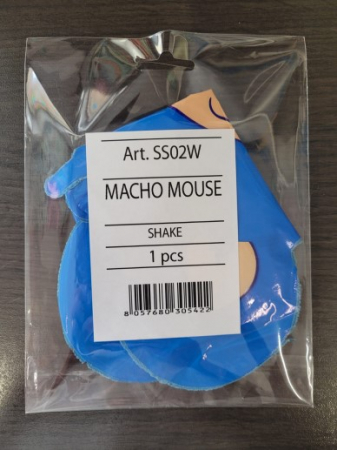 Art. SS02W
MACHO MOUSE
SHAKE
1 pcs
8 057680 305422